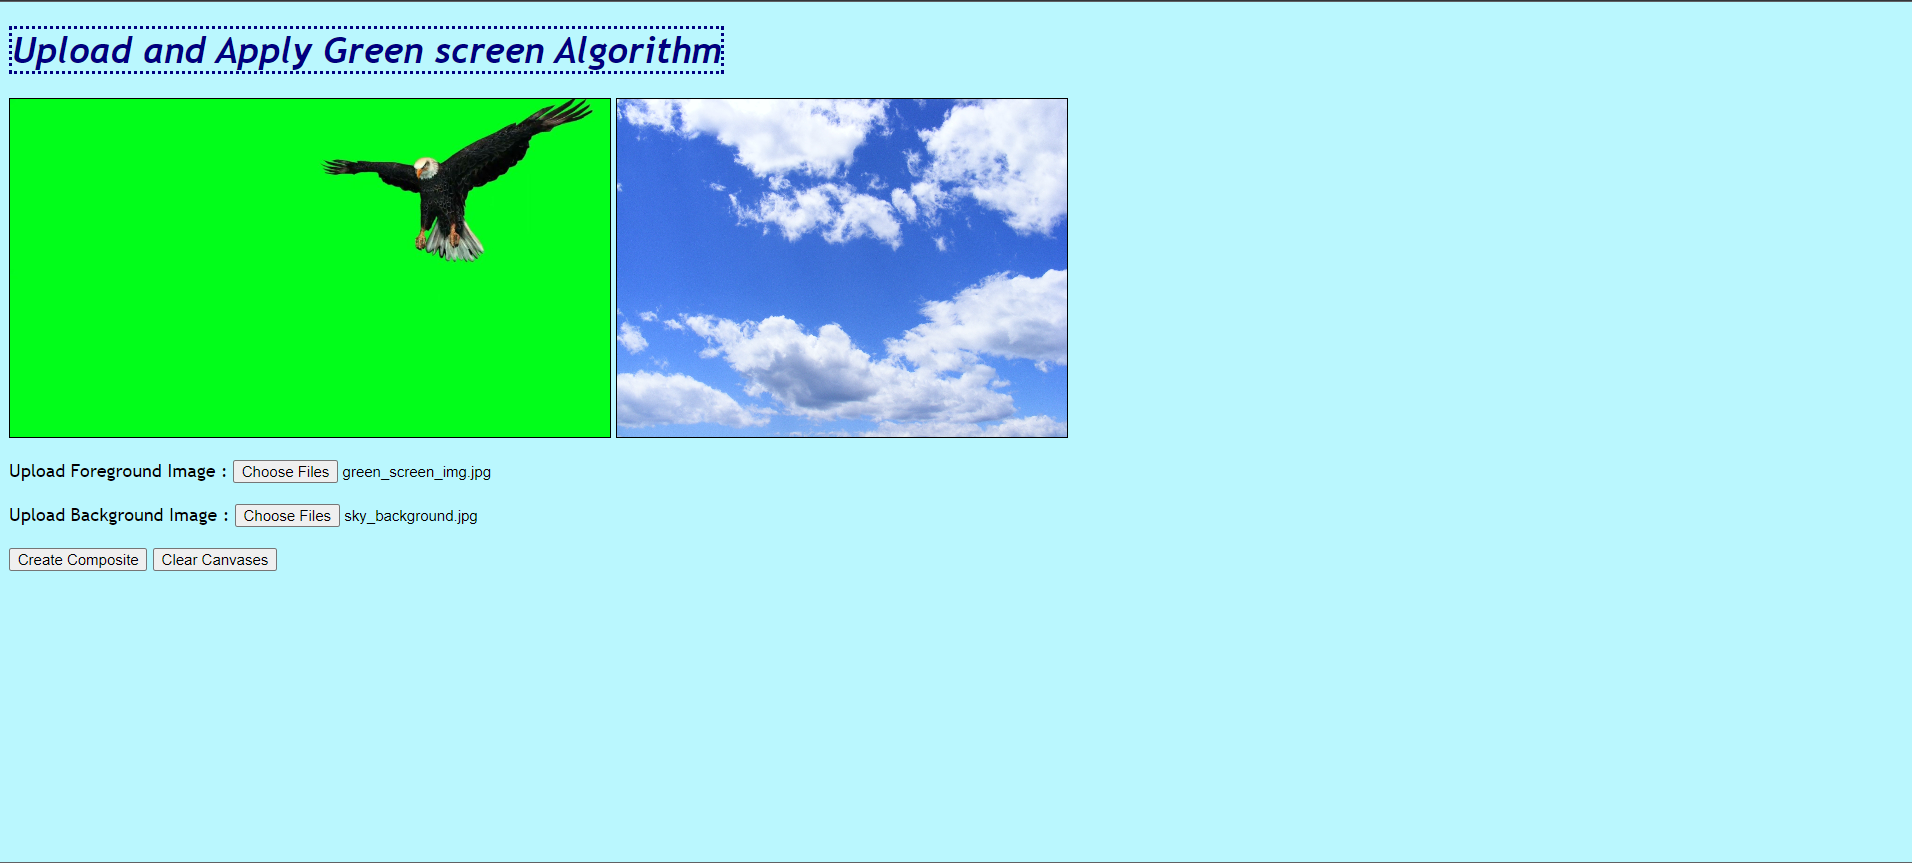 Upload and Apply Green screen Algorithm
Upload Foreground Image : Choose Files green_screen_img.jpg
Upload Background Image : Choose Files sky_background.jpg
Create Composite Clear Canvases